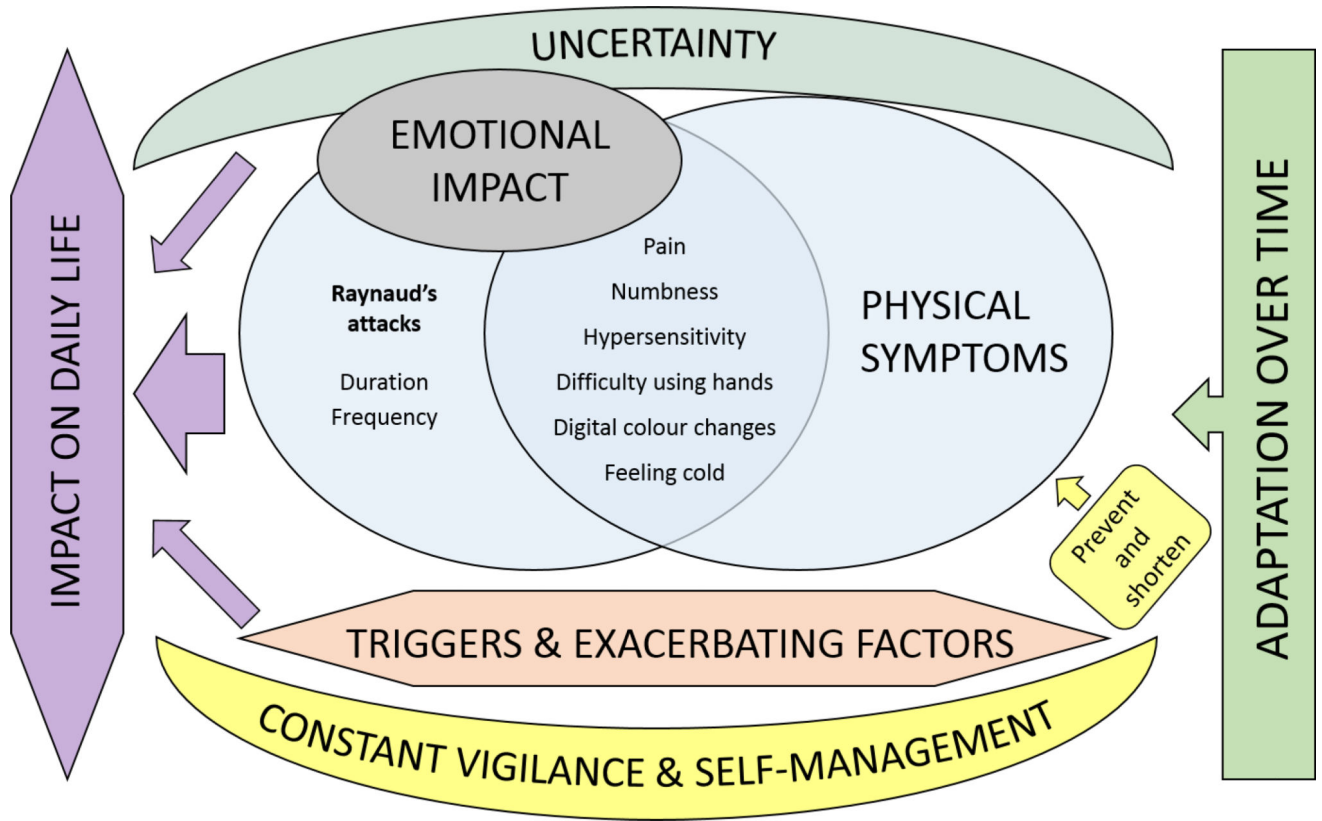 UNCERTAINTY
EMOTIONAL
IMPACT
IMPACT ON DAILY LIFE
Raynaud's
attacks
Duration
Frequency
Pain
Numbness
Hypersensitivity
Difficulty using hands
Digital colour changes
Feeling cold
PHYSICAL
SYMPTOMS
ADAPTATION OVER TIME
Prevent
and
shorten
TRIGGERS & EXACERBATING FACTORS
CONSTANT VIGILANCE & SELF-MANAGEMENT